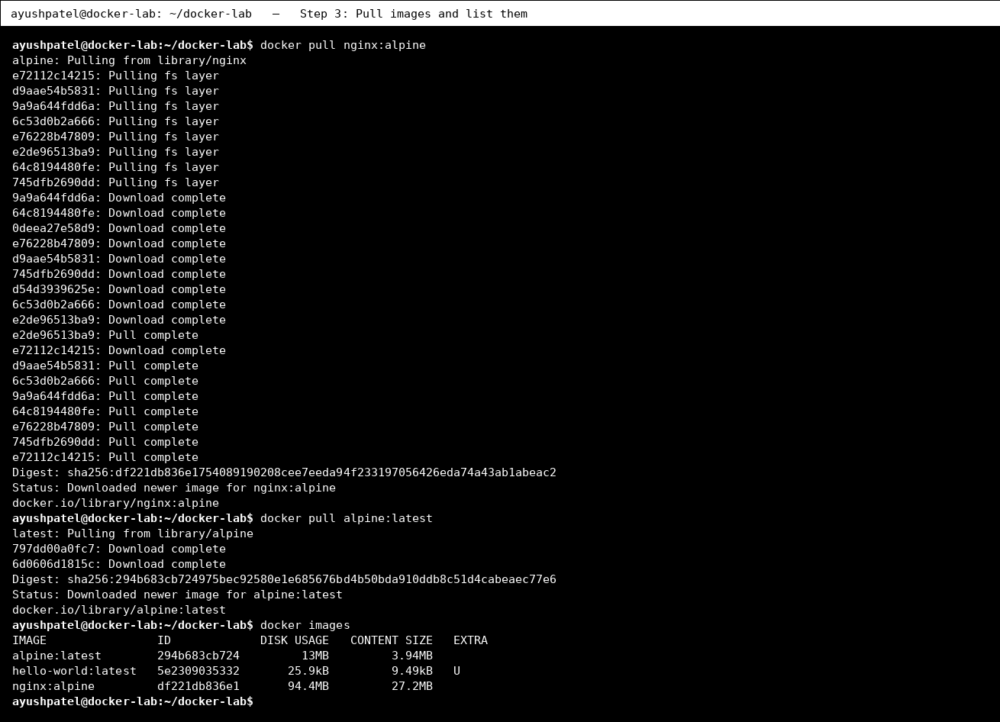 ayushpatel@docker-lab: ~/docker-lab   —   Step 3: Pull images and list them
ayushpatel@docker-lab:~/docker-lab$ docker pull nginx:alpine
alpine: Pulling from library/nginx
e72112c14215: Pulling fs layer
d9aae54b5831: Pulling fs layer
9a9a644fdd6a: Pulling fs layer
6c53d0b2a666: Pulling fs layer
e76228b47809: Pulling fs layer
e2de96513ba9: Pulling fs layer
64c8194480fe: Pulling fs layer
745dfb2690dd: Pulling fs layer
9a9a644fdd6a: Download complete
64c8194480fe: Download complete
0deea27e58d9: Download complete
e76228b47809: Download complete
d9aae54b5831: Download complete
745dfb2690dd: Download complete
d54d3939625e: Download complete
6c53d0b2a666: Download complete
e2de96513ba9: Download complete
e2de96513ba9: Pull complete
e72112c14215: Download complete
d9aae54b5831: Pull complete
6c53d0b2a666: Pull complete
9a9a644fdd6a: Pull complete
64c8194480fe: Pull complete
e76228b47809: Pull complete
745dfb2690dd: Pull complete
e72112c14215: Pull complete
Digest: sha256:df221db836e1754089190208cee7eeda94f233197056426eda74a43ab1abeac2
Status: Downloaded newer image for nginx:alpine
docker.io/library/nginx:alpine
ayushpatel@docker-lab:~/docker-lab$ docker pull alpine:latest
latest: Pulling from library/alpine
797dd00a0fc7: Download complete
6d0606d1815c: Download complete
Digest: sha256:294b683cb724975bec92580e1e685676bd4b50bda910ddb8c51d4cabeaec77e6
Status: Downloaded newer image for alpine:latest
docker.io/library/alpine:latest
ayushpatel@docker-lab:~/docker-lab$ docker images
IMAGE                ID             DISK USAGE   CONTENT SIZE   EXTRA
alpine:latest        294b683cb724         13MB         3.94MB
hello-world:latest   5e2309035332       25.9kB         9.49kB   U
nginx:alpine         df221db836e1       94.4MB         27.2MB
ayushpatel@docker-lab:~/docker-lab$